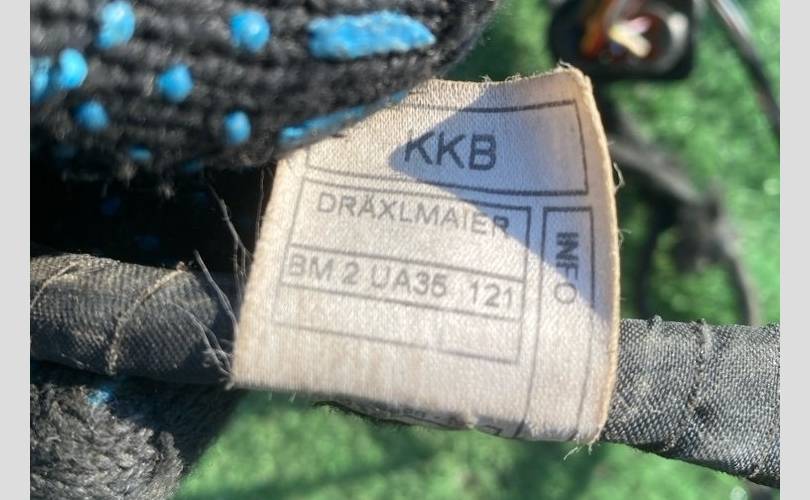 KKB
DRÄXLMAIER
BM 2 UA35 121
INFO